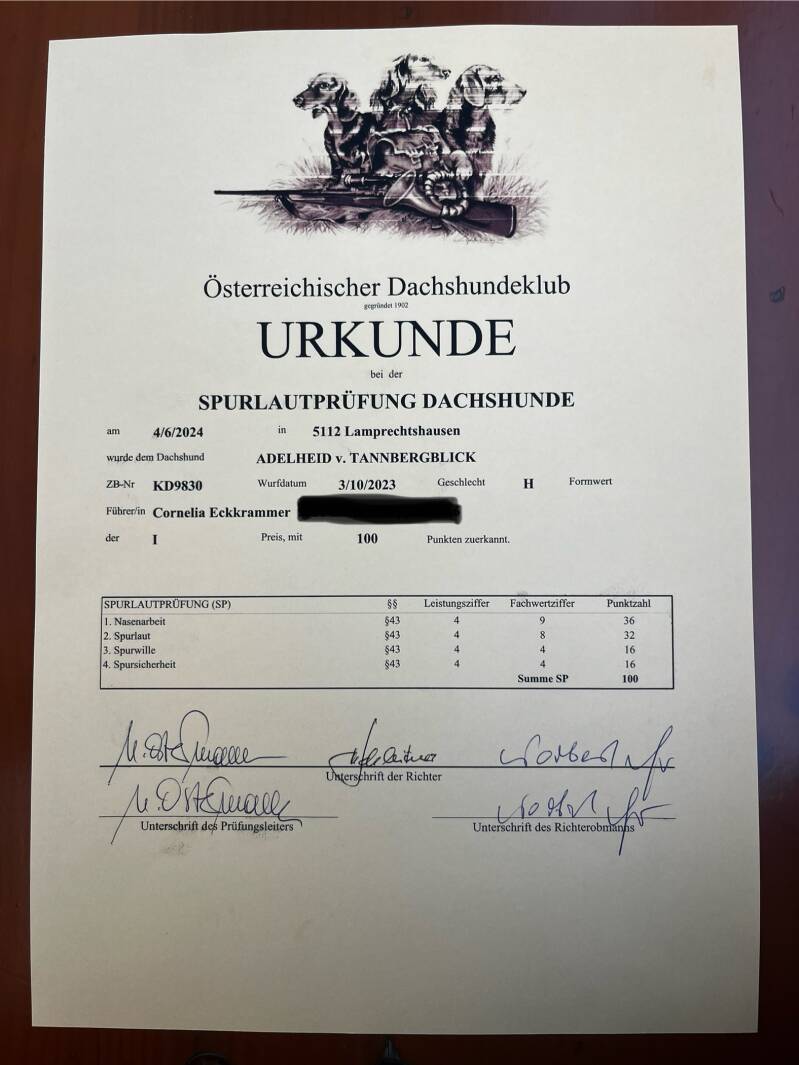 Österreichischer Dachshundeklub
gegründet 1902
URKUNDE
bei der
SPURLAUTPRÜFUNG DACHSHUNDE
am 4/6/2024 in 5112 Lamprechtshausen
wurde dem Dachshund ADELHEID v. TANNBERGBLICK
ZB-Nr KD9830 Wurfdatum 3/10/2023 Geschlecht H Formwert
Führer/in Cornelia Eckkrammer
der I Preis, mit 100 Punkten zuerkannt.
SPURLAUTPRÜFUNG (SP) §§ Leistungsziffer Fachwertziffer Punktzahl
1. Nasenarbeit §43 4 9 36
2. Spurlaut §43 4 8 32
3. Spurwille §43 4 4 16
4. Spursicherheit §43 4 4 16
Summe SP 100
Unterschrift der Richter
Unterschrift des Prüfungsleiters Unterschrift des Richterobmanns